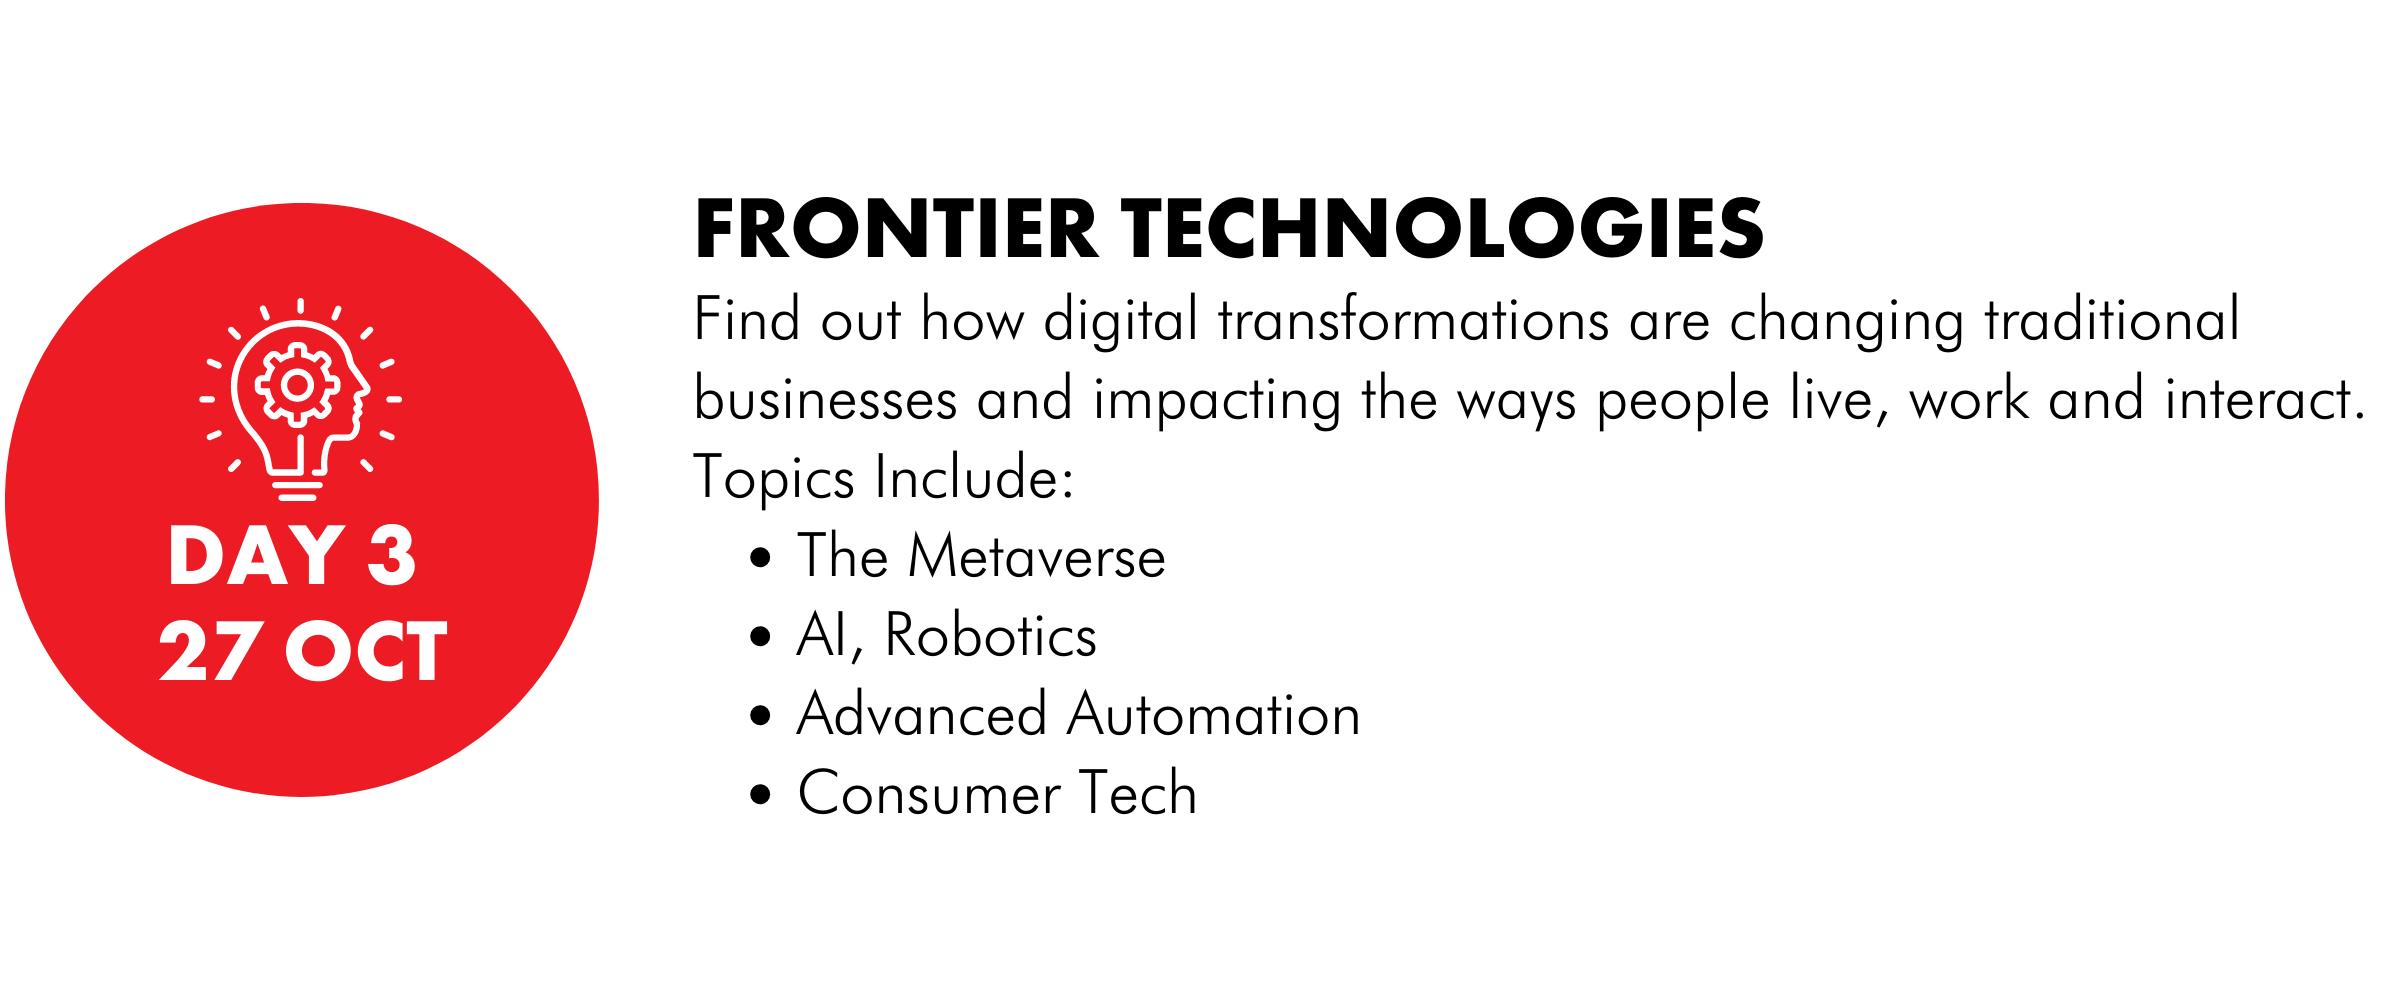 DAY 3
27 OCT
FRONTIER TECHNOLOGIES
Find out how digital transformations are changing traditional
businesses and impacting the ways people live, work and interact.
Topics Include:
• The Metaverse
• AI, Robotics
• Advanced Automation
• Consumer Tech